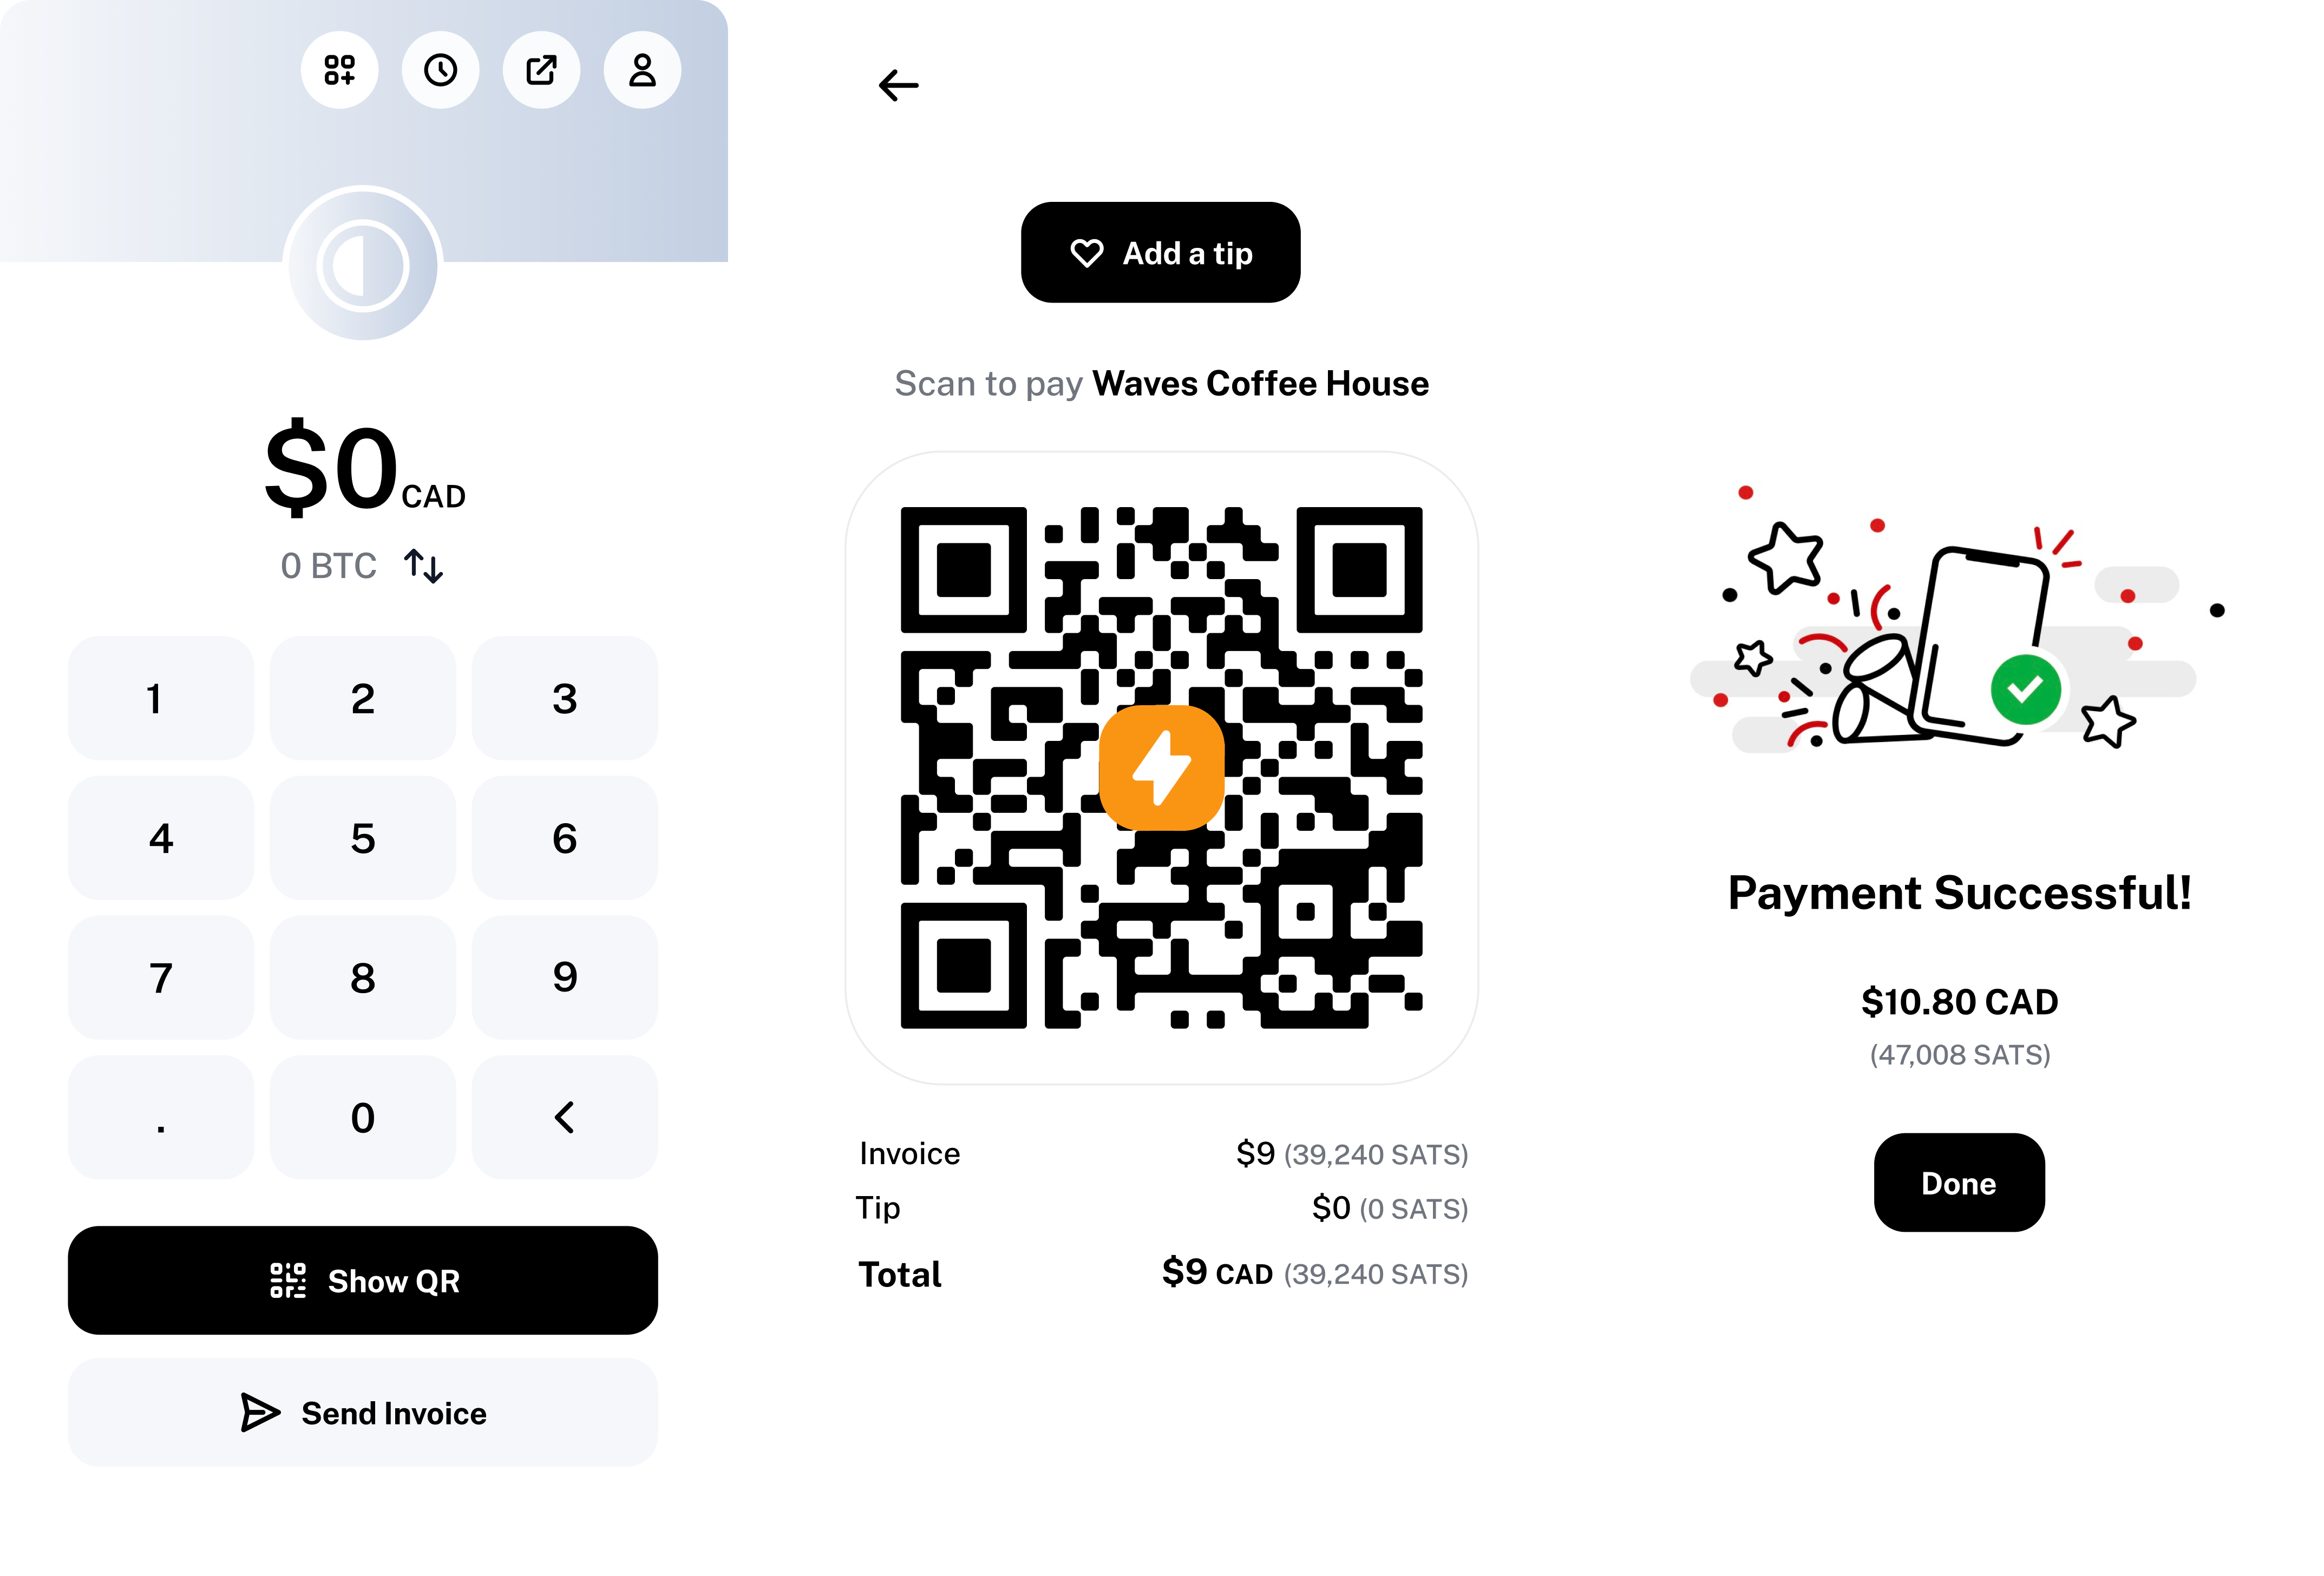 $0 CAD
0 BTC
1 2 3
4 5 6
7 8 9
. 0
Show QR
Send Invoice
Add a tip
Scan to pay Waves Coffee House
Invoice $9 (39,240 SATS)
Tip $0 (0 SATS)
Total $9 CAD (39,240 SATS)
Payment Successful!
$10.80 CAD
(47,008 SATS)
Done